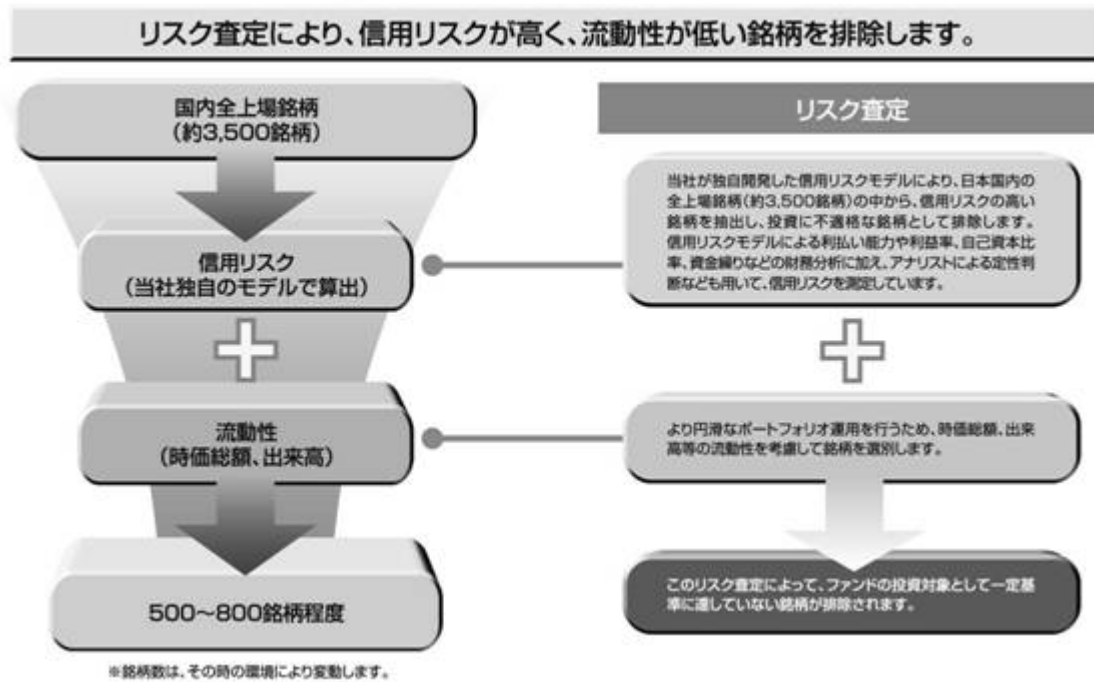 リスク査定により、信用リスクが高く、流動性が低い銘柄を排除します。
国内全上場銘柄
(約3,500銘柄)
信用リスク
(当社独自のモデルで算出)
流動性
(時価総額、出来高)
500〜800銘柄程度
※銘柄数は、その時の環境により変動します。
リスク査定
当社が独自開発した信用リスクモデルにより、日本国内の
全上場銘柄(約3,500銘柄)の中から、信用リスクの高い
銘柄を抽出し、投資に不適格な銘柄として排除します。
信用リスクモデルによる利払い能力や利益率、自己資本比
率、資金繰りなどの財務分析に加え、アナリストによる定性判
断なども用いて、信用リスクを測定しています。
より円滑なポートフォリオ運用を行うため、時価総額、出来
高等の流動性を考慮して銘柄を選別します。
このリスク査定によって、ファンドの投資対象として一定基
準に達していない銘柄が排除されます。